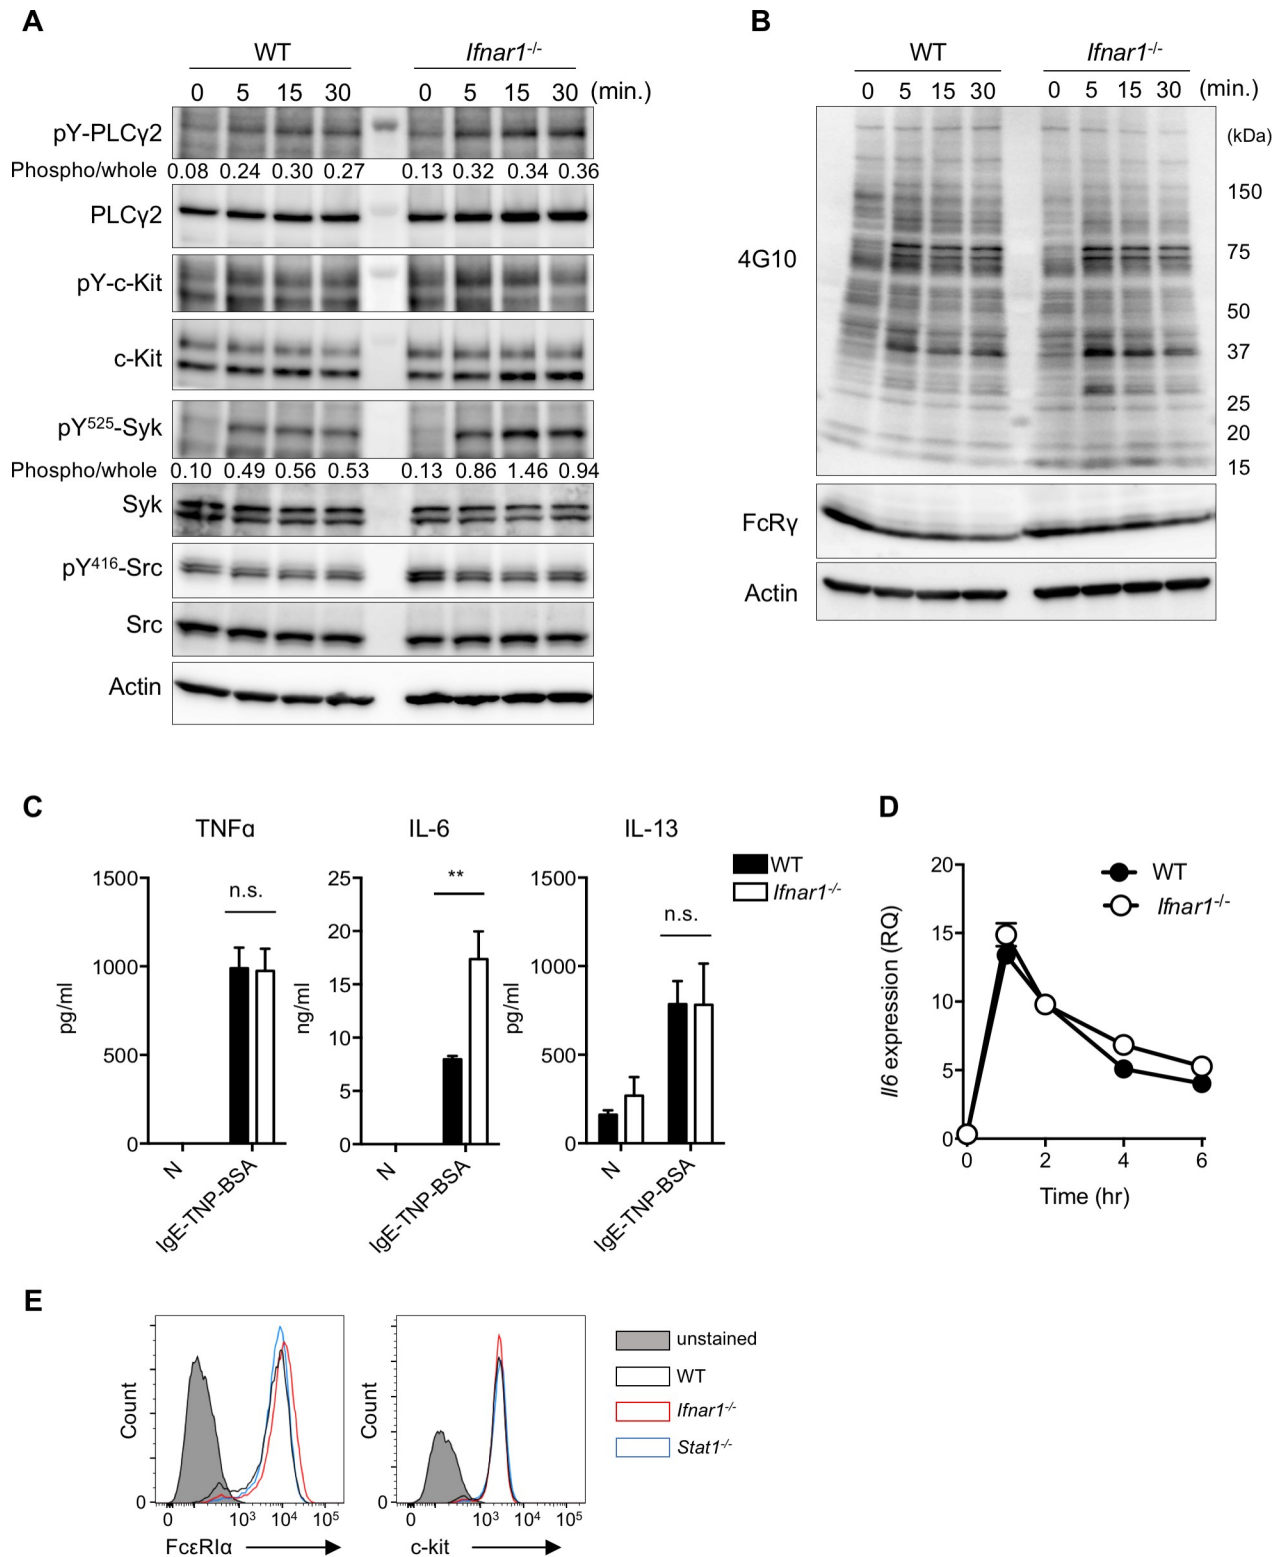 A
WT Ifnar1-/-
0 5 15 30 0 5 15 30 (min.)
pY-PLCγ2
Phospho/whole 0.08 0.24 0.30 0.27 0.13 0.32 0.34 0.36
PLCγ2
pY-c-Kit
c-Kit
pY525-Syk
Phospho/whole 0.10 0.49 0.56 0.53 0.13 0.86 1.46 0.94
Syk
pY416-Src
Src
Actin
B
WT Ifnar1-/-
0 5 15 30 0 5 15 30 (min.)
(kDa)
150
4G10
75
50
37
25
20
15
FcRγ
Actin
C
TNFα
1500
1000
500
0
pg/ml
n.s.
N
IgE-TNP-BSA
IL-6
25
20
15
10
5
0
ng/ml
**
N
IgE-TNP-BSA
IL-13
1500
1000
500
0
pg/ml
n.s.
N
IgE-TNP-BSA
WT
Ifnar1-/-
D
20
15
10
5
0
Il6 expression (RQ)
WT
Ifnar1-/-
0 2 4 6
Time (hr)
E
Count
0
0 10³ 10⁴ 10⁵
FcεRIα
Count
0
0 10³ 10⁴ 10⁵
c-kit
unstained
WT
Ifnar1-/-
Stat1-/-